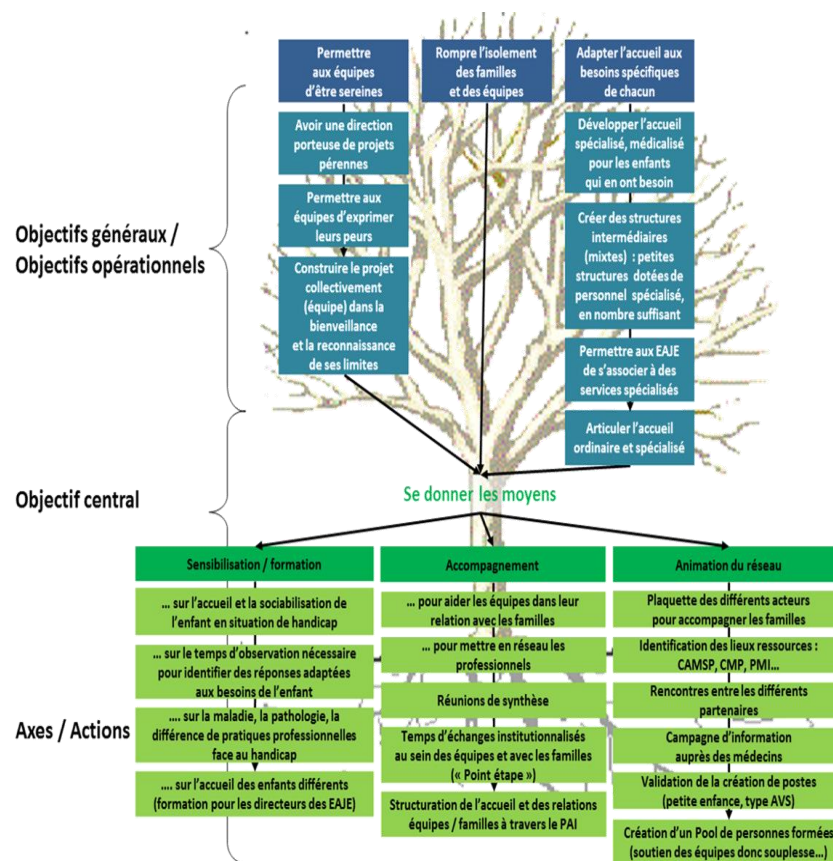 Permettre
aux équipes
d'être sereines
Rompre l'isolement
des familles
et des équipes
Adapter l'accueil aux
besoins spécifiques
de chacun
Avoir une direction
porteuse de projets
pérennes
Permettre aux
équipes d'exprimer
leurs peurs
Construire le projet
collectivement
(équipe) dans la
bienveillance
et la reconnaissance
de ses limites
Développer l'accueil
spécialisé, médicalisé
pour les enfants
qui en ont besoin
Créer des structures
intermédiaires
(mixtes) : petites
structures dotées de
personnel spécialisé,
en nombre suffisant
Permettre aux EAJE
de s'associer à des
services spécialisés
Articuler l'accueil
ordinaire et spécialisé
Objectifs généraux /
Objectifs opérationnels
Objectif central
Se donner les moyens
Axes / Actions
Sensibilisation / formation
... sur l'accueil et la sociabilisation de
l'enfant en situation de handicap
... sur le temps d'observation nécessaire
pour identifier des réponses adaptées
aux besoins de l'enfant
.... sur la maladie, la pathologie, la
différence de pratiques professionnelles
face au handicap
.... sur l'accueil des enfants différents
(formation pour les directeurs des EAJE)
Accompagnement
... pour aider les équipes dans leur
relation avec les familles
... pour mettre en réseau les
professionnels
Réunions de synthèse
Temps d'échanges institutionnalisés
au sein des équipes et avec les familles
(« Point étape »)
Structuration de l'accueil et des relations
équipes / familles à travers le PAI
Animation du réseau
Plaquette des différents acteurs
pour accompagner les familles
Identification des lieux ressources :
CAMSP, CMP, PMI...
Rencontres entre les différents
partenaires
Campagne d'information
auprès des médecins
Validation de la création de postes
(petite enfance, type AVS)
Création d'un Pool de personnes formées
(soutien des équipes donc souplesse...)